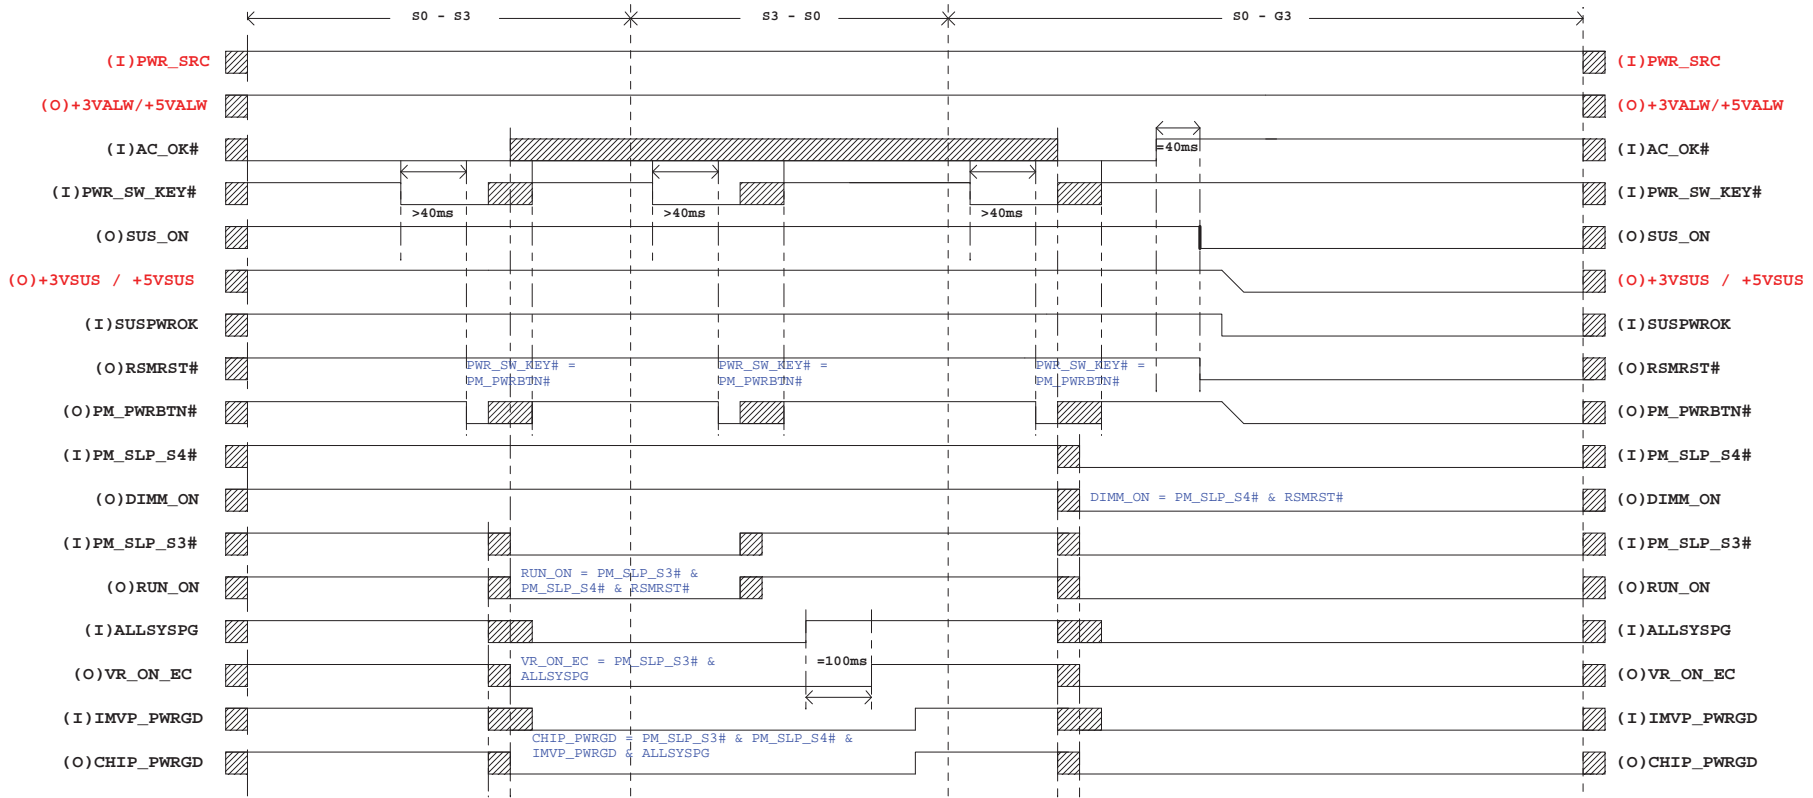 S0 - S3 S3 - S0 S0 - G3
(I)PWR_SRC (I)PWR_SRC
(O)+3VALW/+5VALW (O)+3VALW/+5VALW
(I)AC_OK# =40ms (I)AC_OK#
(I)PWR_SW_KEY# (I)PWR_SW_KEY#
>40ms >40ms >40ms
(O)SUS_ON (O)SUS_ON
(O)+3VSUS / +5VSUS (O)+3VSUS / +5VSUS
(I)SUSPWROK (I)SUSPWROK
(O)RSMRST# (O)RSMRST#
PWR_SW_KEY# = PWR_SW_KEY# = PWR_SW_KEY# =
PM_PWRBTN# PM_PWRBTN# PM_PWRBTN#
(O)PM_PWRBTN# (O)PM_PWRBTN#
(I)PM_SLP_S4# (I)PM_SLP_S4#
(O)DIMM_ON DIMM_ON = PM_SLP_S4# & RSMRST# (O)DIMM_ON
(I)PM_SLP_S3# (I)PM_SLP_S3#
RUN_ON = PM_SLP_S3# &
PM_SLP_S4# & RSMRST#
(O)RUN_ON (O)RUN_ON
(I)ALLSYSPG (I)ALLSYSPG
VR_ON_EC = PM_SLP_S3# & =100ms
ALLSYSPG
(O)VR_ON_EC (O)VR_ON_EC
(I)IMVP_PWRGD (I)IMVP_PWRGD
CHIP_PWRGD = PM_SLP_S3# & PM_SLP_S4# &
IMVP_PWRGD & ALLSYSPG
(O)CHIP_PWRGD (O)CHIP_PWRGD